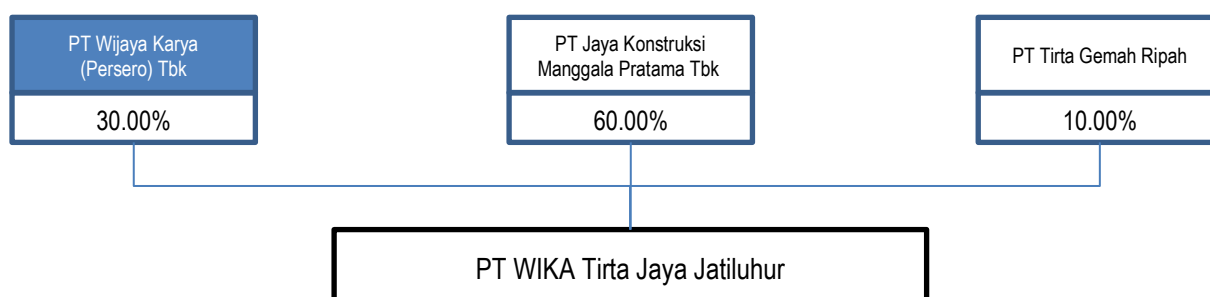 PT Wijaya Karya
(Persero) Tbk
30.00%
PT Jaya Konstruksi
Manggala Pratama Tbk
60.00%
PT Tirta Gemah Ripah
10.00%
PT WIKA Tirta Jaya Jatiluhur